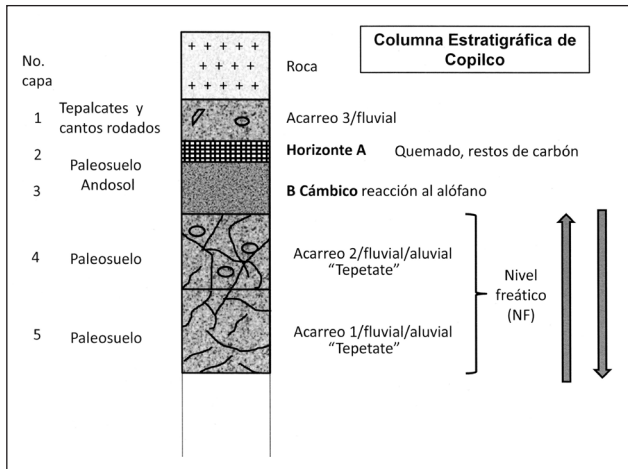 Columna Estratigráfica de
Copilco
No.
capa
Roca
1
Tepalcates y
cantos rodados
Acarreo 3/fluvial
2
Horizonte A
Quemado, restos de carbón
Paleosuelo
Andosol
3
B Cámbico reacción al alófano
4
Paleosuelo
Acarreo 2/fluvial/aluvial
“Tepetate”
Nivel
freático
(NF)
5
Paleosuelo
Acarreo 1/fluvial/aluvial
“Tepetate”